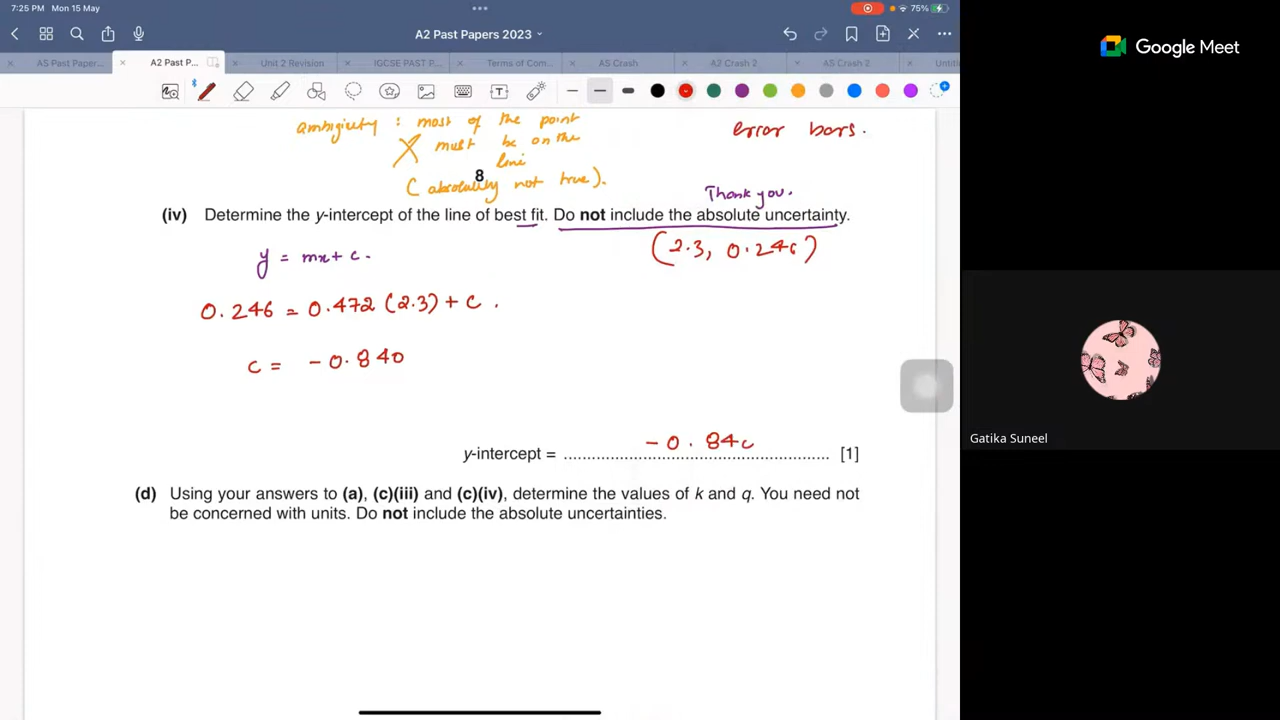 7:25 PM Mon 15 May
75%
A2 Past Papers 2023
AS Past Paper...
A2 Past P...
Unit 2 Revision
IGCSE PAST P...
Terms of Com...
AS Crash
A2 Crash 2
AS Crash 2
Google Meet
ambiguity : most of the point
must be on the
line
(absolutely not true).
error bars.
8
Thank you.
(iv) Determine the y-intercept of the line of best fit. Do not include the absolute uncertainty.
y = mx + c.
(2.3, 0.246)
0.246 = 0.472 (2.3) + c .
c = - 0.840
- 0.840
y-intercept = ...................................................... [1]
(d) Using your answers to (a), (c)(iii) and (c)(iv), determine the values of k and q. You need not
be concerned with units. Do not include the absolute uncertainties.
Gatika Suneel